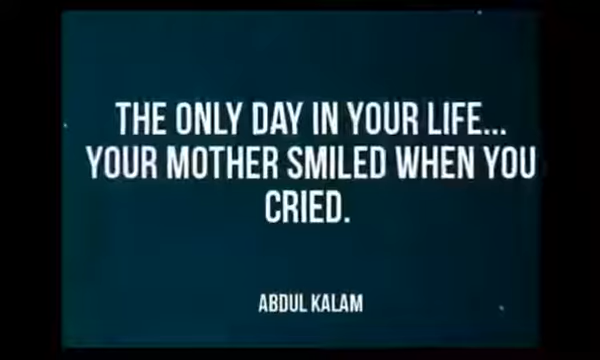 THE ONLY DAY IN YOUR LIFE...
YOUR MOTHER SMILED WHEN YOU
CRIED.
ABDUL KALAM